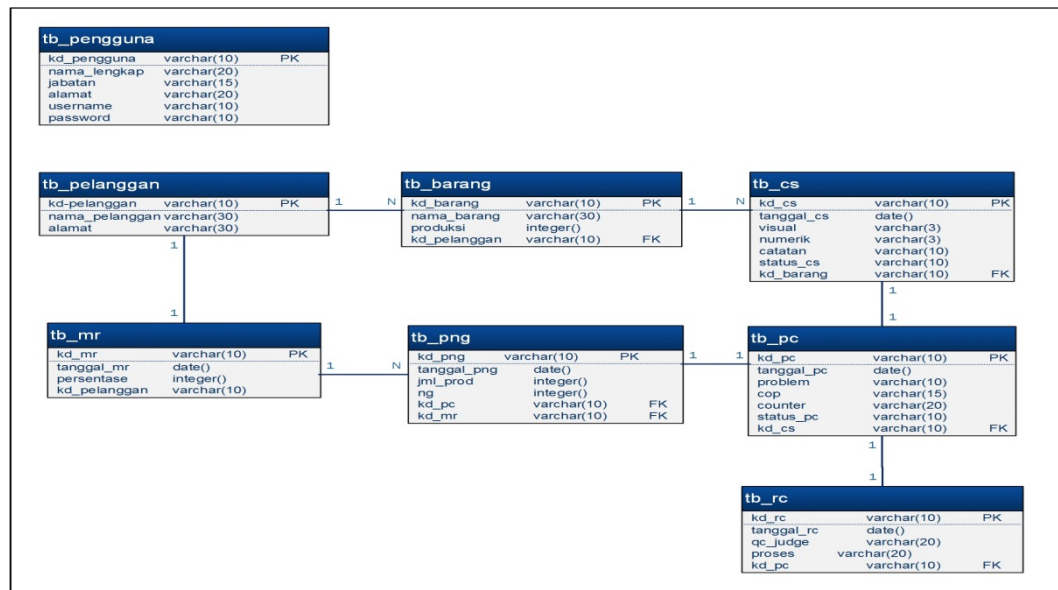 tb_pengguna
kd_pengguna varchar(10) PK
nama_lengkap varchar(20)
jabatan varchar(15)
alamat varchar(20)
username varchar(10)
password varchar(10)
tb_pelanggan
kd-pelanggan varchar(10) PK
nama_pelanggan varchar(30)
alamat varchar(30)
1 N
tb_barang
kd_barang varchar(10) PK
nama_barang varchar(30)
produksi integer()
kd_pelanggan varchar(10) FK
1 N
tb_cs
kd_cs varchar(10) PK
tanggal_cs date()
visual varchar(3)
numerik varchar(3)
catatan varchar(10)
status_cs varchar(10)
kd_barang varchar(10) FK
1
1
1
1
tb_mr
kd_mr varchar(10) PK
tanggal_mr date()
persentase integer()
kd_pelanggan varchar(10)
1 N
tb_png
kd_png varchar(10) PK
tanggal_png date()
jml_prod integer()
ng integer()
kd_pc varchar(10) FK
kd_mr varchar(10) FK
1 1
tb_pc
kd_pc varchar(10) PK
tanggal_pc date()
problem varchar(10)
cop varchar(15)
counter varchar(20)
status_pc varchar(10)
kd_cs varchar(10) FK
1
1
tb_rc
kd_rc varchar(10) PK
tanggal_rc date()
qc_judge varchar(20)
proses varchar(20)
kd_pc varchar(10) FK